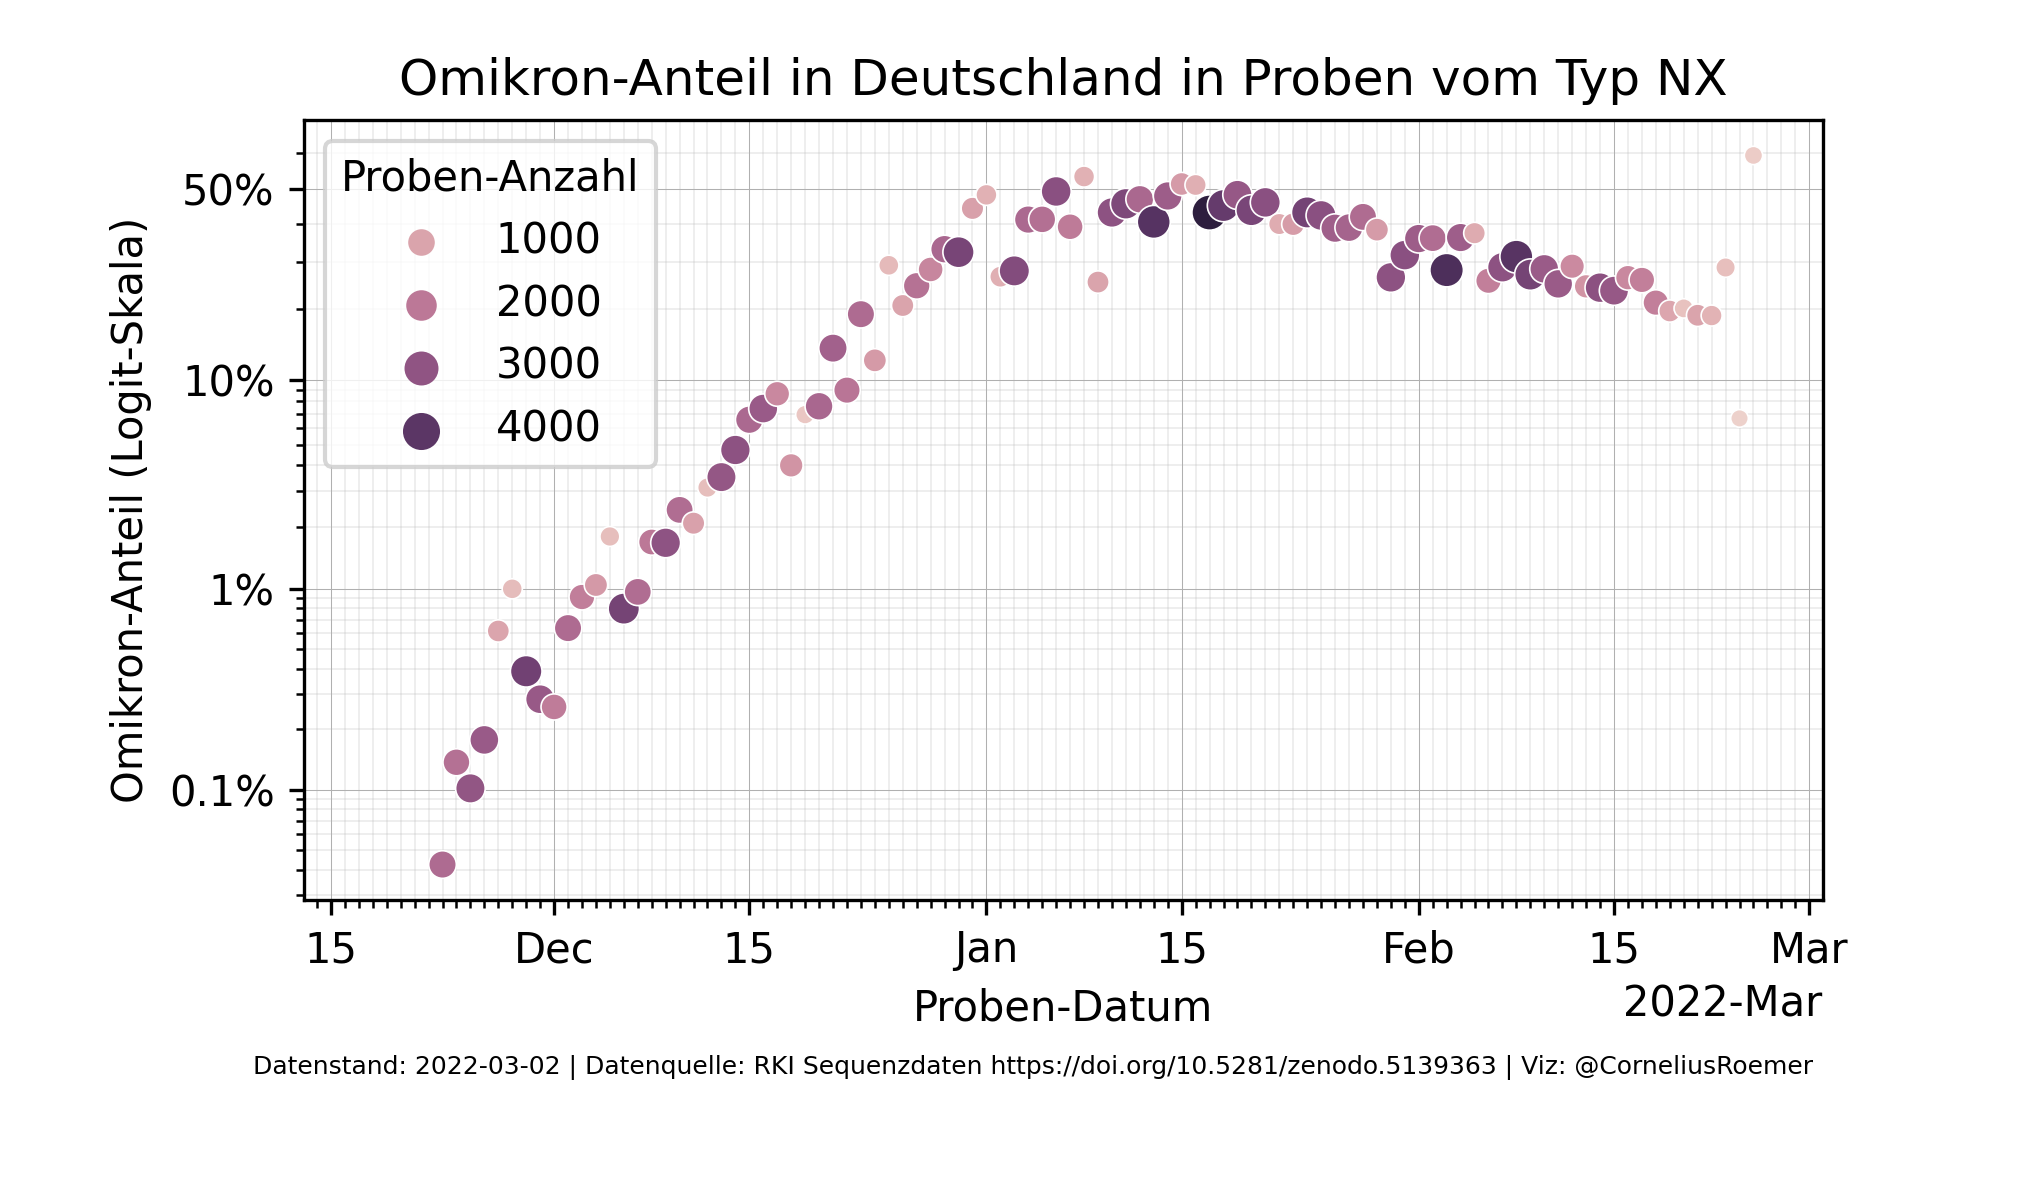 Omikron-Anteil in Deutschland in Proben vom Typ NX
Proben-Anzahl
1000
2000
3000
4000
Omikron-Anteil (Logit-Skala)
50%
10%
1%
0.1%
15 Dec 15 Jan 15 Feb 15 Mar
2022-Mar
Proben-Datum
Datenstand: 2022-03-02 | Datenquelle: RKI Sequenzdaten https://doi.org/10.5281/zenodo.5139363 | Viz: @CorneliusRoemer